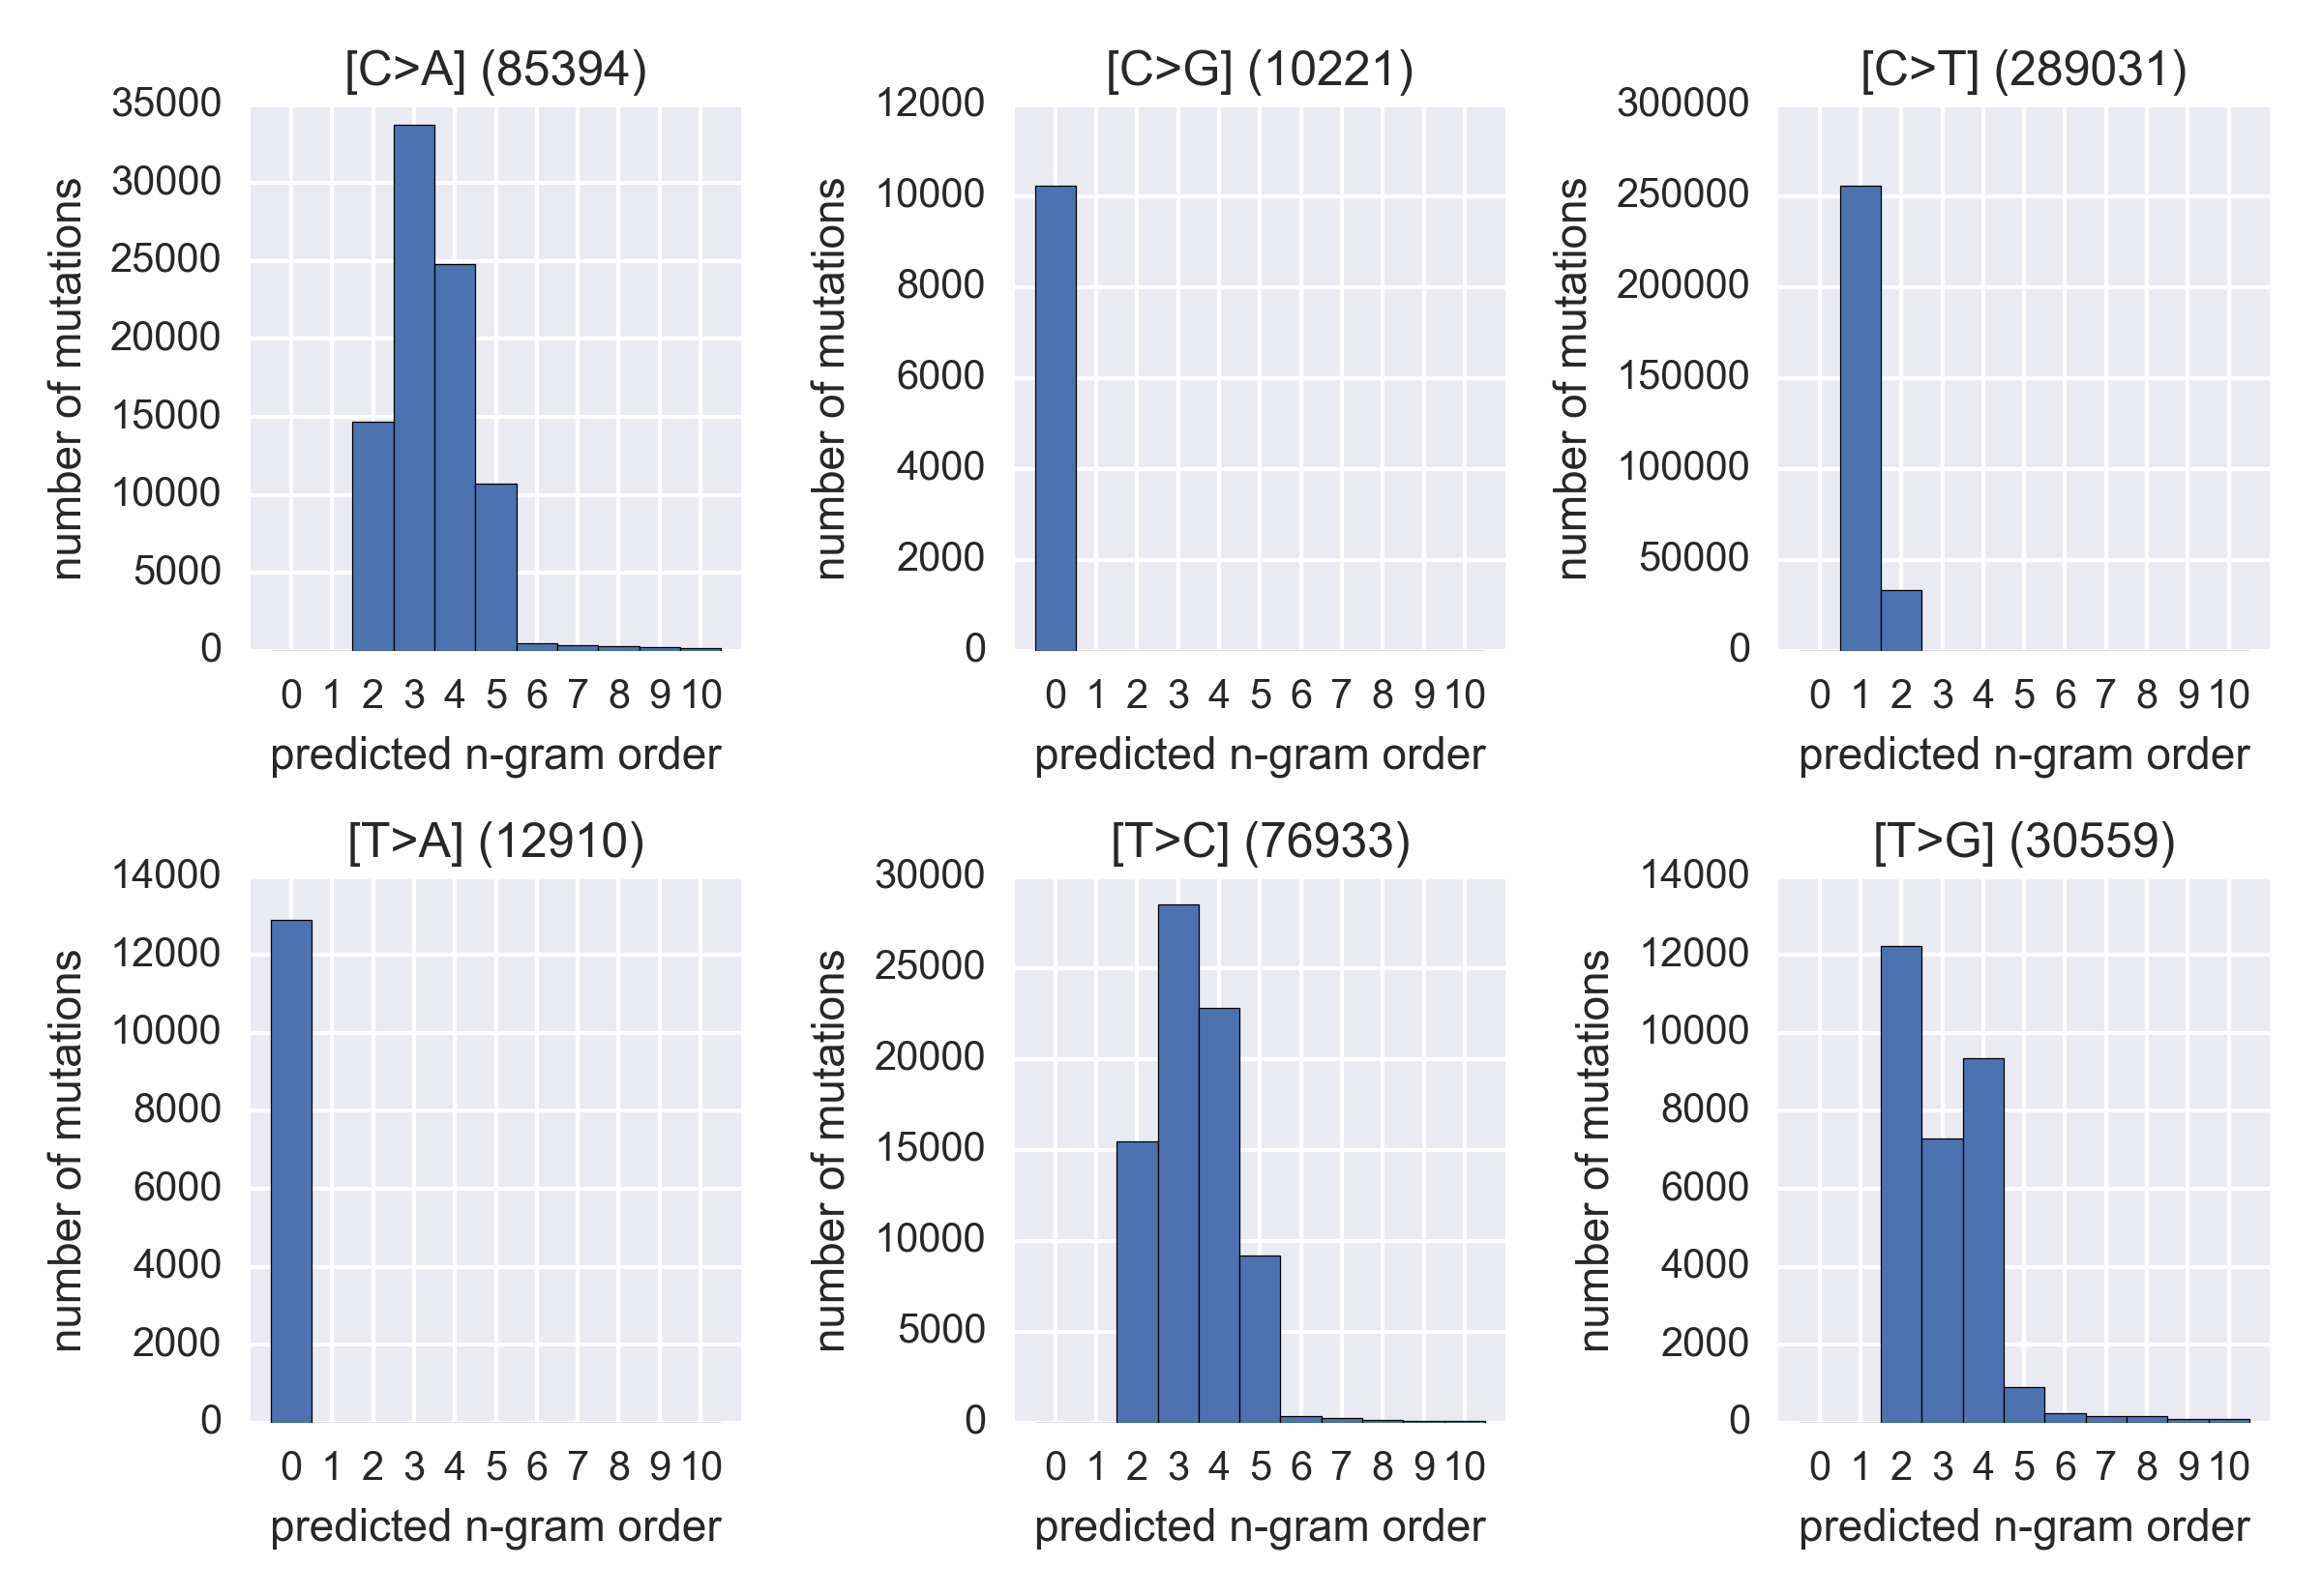 [C>A] (85394)
35000
30000
25000
20000
15000
10000
5000
0
number of mutations
0 1 2 3 4 5 6 7 8 9 10
predicted n-gram order
[C>G] (10221)
12000
10000
8000
6000
4000
2000
0
number of mutations
0 1 2 3 4 5 6 7 8 9 10
predicted n-gram order
[C>T] (289031)
300000
250000
200000
150000
100000
50000
0
number of mutations
0 1 2 3 4 5 6 7 8 9 10
predicted n-gram order
[T>A] (12910)
14000
12000
10000
8000
6000
4000
2000
0
number of mutations
0 1 2 3 4 5 6 7 8 9 10
predicted n-gram order
[T>C] (76933)
30000
25000
20000
15000
10000
5000
0
number of mutations
0 1 2 3 4 5 6 7 8 9 10
predicted n-gram order
[T>G] (30559)
14000
12000
10000
8000
6000
4000
2000
0
number of mutations
0 1 2 3 4 5 6 7 8 9 10
predicted n-gram order